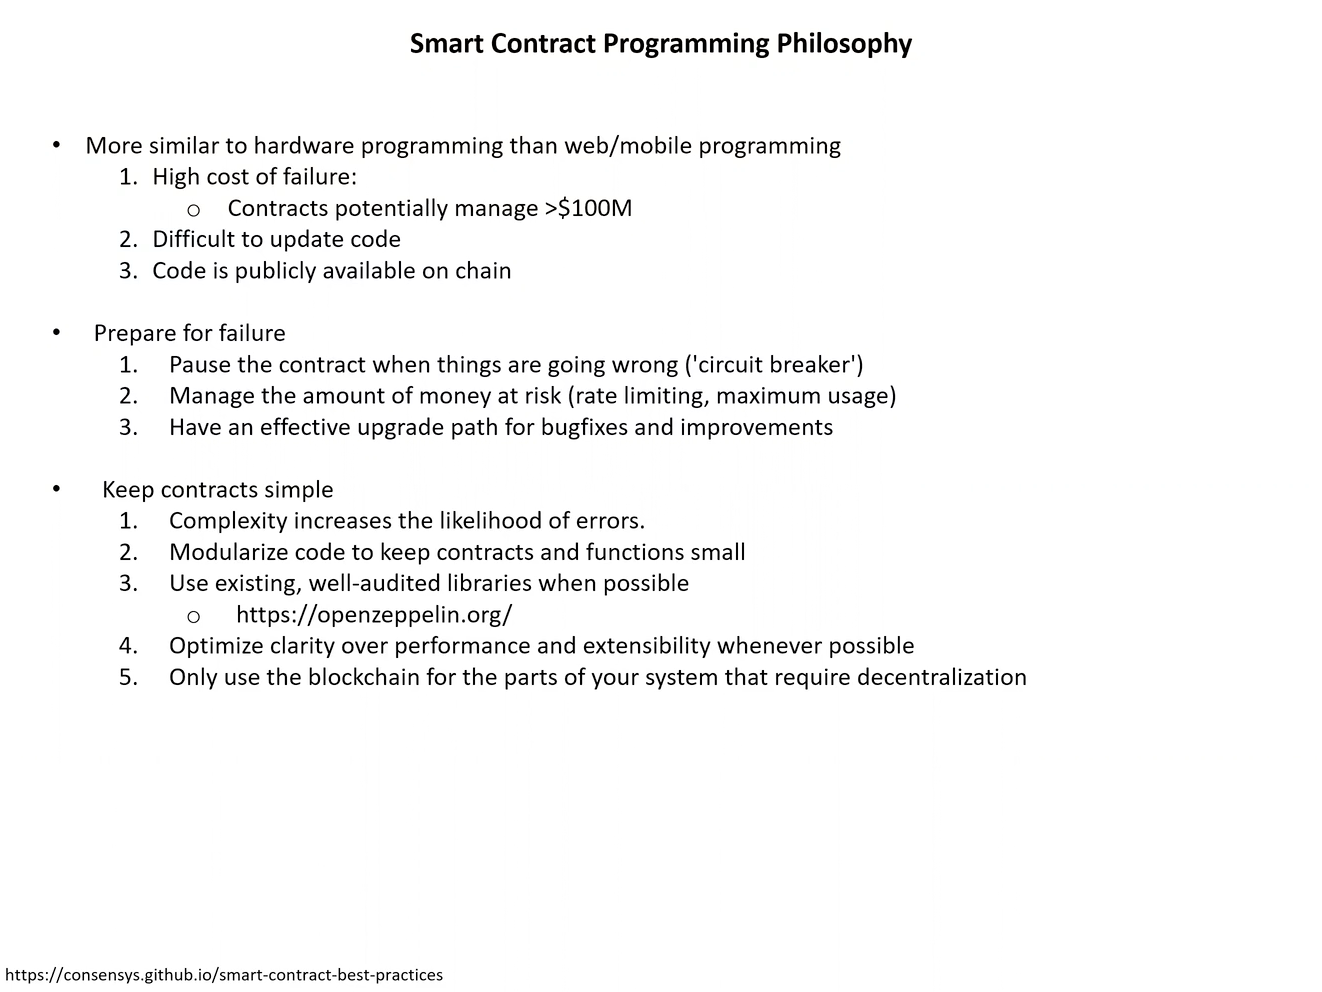 Smart Contract Programming Philosophy
• More similar to hardware programming than web/mobile programming
1. High cost of failure:
o Contracts potentially manage >$100M
2. Difficult to update code
3. Code is publicly available on chain
• Prepare for failure
1. Pause the contract when things are going wrong ('circuit breaker')
2. Manage the amount of money at risk (rate limiting, maximum usage)
3. Have an effective upgrade path for bugfixes and improvements
• Keep contracts simple
1. Complexity increases the likelihood of errors.
2. Modularize code to keep contracts and functions small
3. Use existing, well-audited libraries when possible
o https://openzeppelin.org/
4. Optimize clarity over performance and extensibility whenever possible
5. Only use the blockchain for the parts of your system that require decentralization
https://consensys.github.io/smart-contract-best-practices